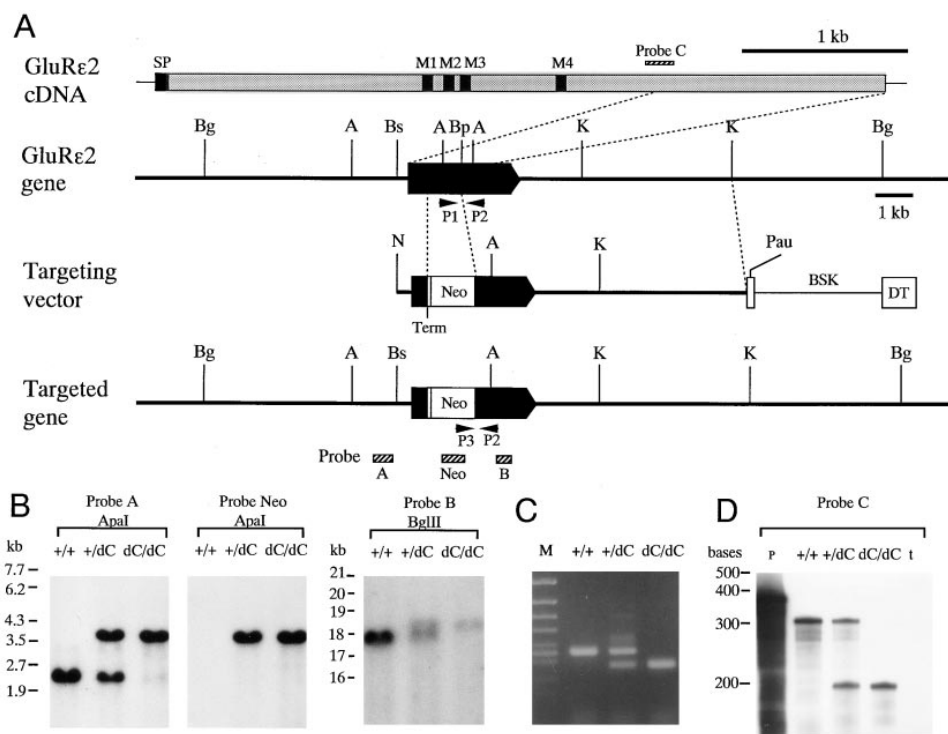 A
GluRε2
cDNA
SP
M1 M2 M3
M4
Probe C
1 kb
GluRε2
gene
Bg A Bs A Bp A K K Bg
P1 P2
1 kb
Targeting
vector
N A K Pau
Neo
BSK
DT
Term
Targeted
gene
Bg A Bs A K K Bg
Neo
P3 P2
Probe
A Neo B
B
Probe A
ApaI
kb +/+ +/dC dC/dC
7.7
6.2
4.3
3.5
2.7
1.9
Probe Neo
ApaI
+/+ +/dC dC/dC
Probe B
BglII
kb +/+ +/dC dC/dC
21
20
19
18
17
16
C
M +/+ +/dC dC/dC
D
Probe C
bases P +/+ +/dC dC/dC t
500
400
300
200